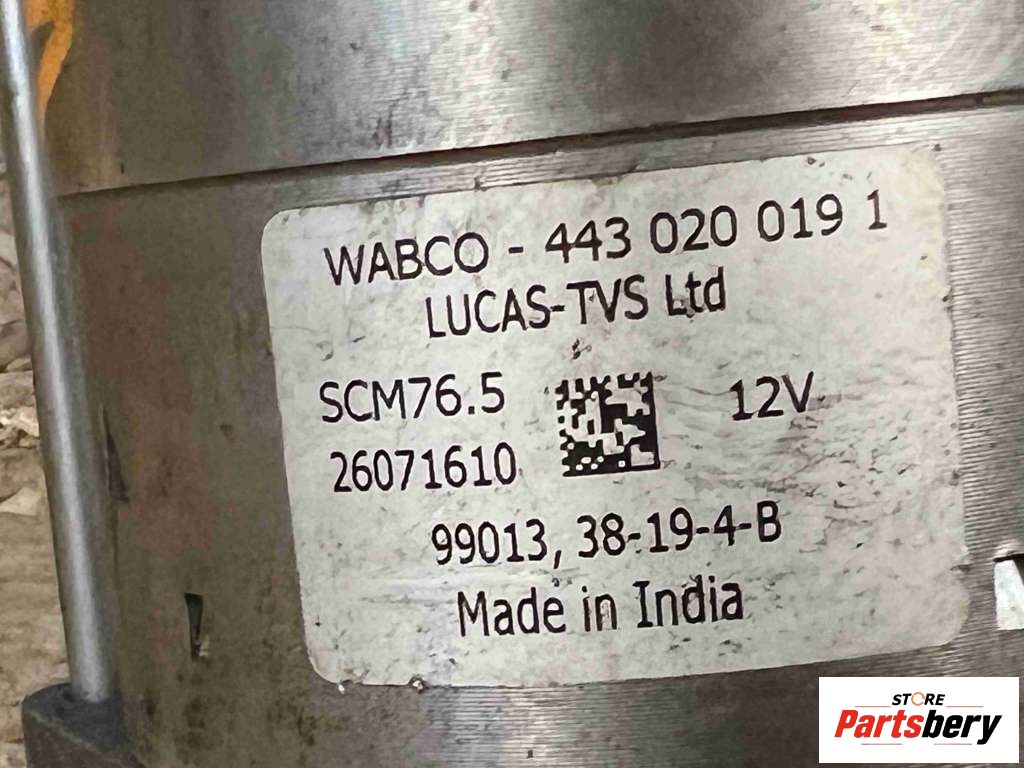 WABCO - 443 020 019 1
LUCAS-TVS Ltd
SCM76.5 12V
26071610
99013, 38-19-4-B
Made in India
STORE
Partsbery